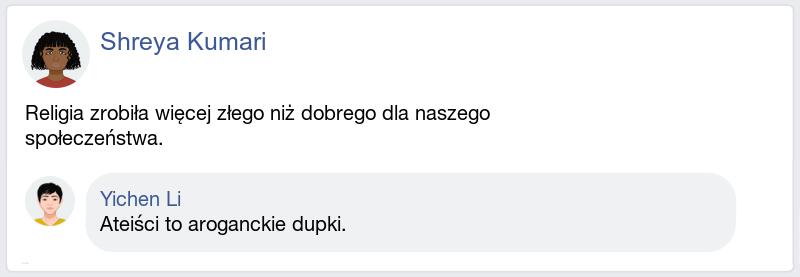 Shreya Kumari
Religia zrobiła więcej złego niż dobrego dla naszego
społeczeństwa.
Yichen Li
Ateiści to aroganckie dupki.